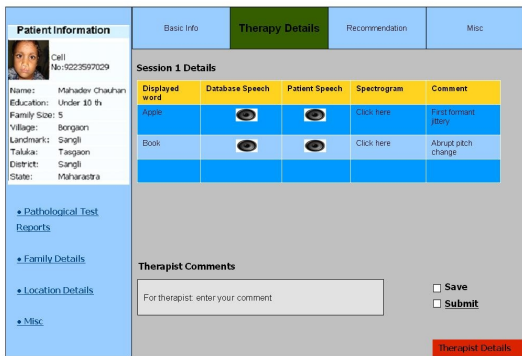 Patient Information
Cell
No:9223597029
Name: Mahadev Chauhan
Education: Under 10 th
Family Size: 5
Village: Borgaon
Landmark: Sangli
Taluka: Tasgaon
District: Sangli
State: Maharastra
• Pathological Test
Reports
• Family Details
• Location Details
• Misc
Basic Info Therapy Details Recommendation Misc
Session 1 Details
Displayed word Database Speech Patient Speech Spectrogram Comment
Apple Click here First formant jittery
Book Click here Abrupt pitch change
Therapist Comments
For therapist: enter your comment
Save
Submit
Therapist Details